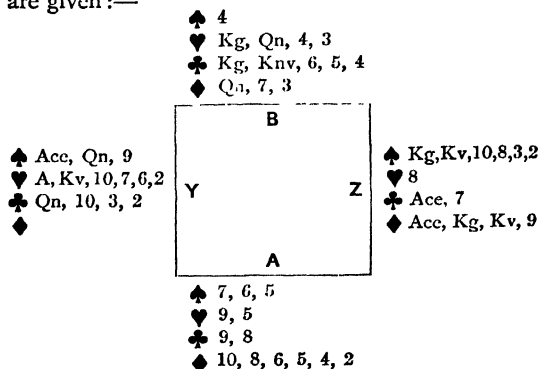 are given :—
♠ 4
♥ Kg, Qn, 4, 3
♣ Kg, Knv, 6, 5, 4
♦ Qn, 7, 3
B
♠ Ace, Qn, 9
♥ A, Kv, 10, 7, 6, 2
♣ Qn, 10, 3, 2
♦
Y
Z
♠ Kg, Kv, 10, 8, 3, 2
♥ 8
♣ Ace, 7
♦ Ace, Kg, Kv, 9
A
♠ 7, 6, 5
♥ 9, 5
♣ 9, 8
♦ 10, 8, 6, 5, 4, 2